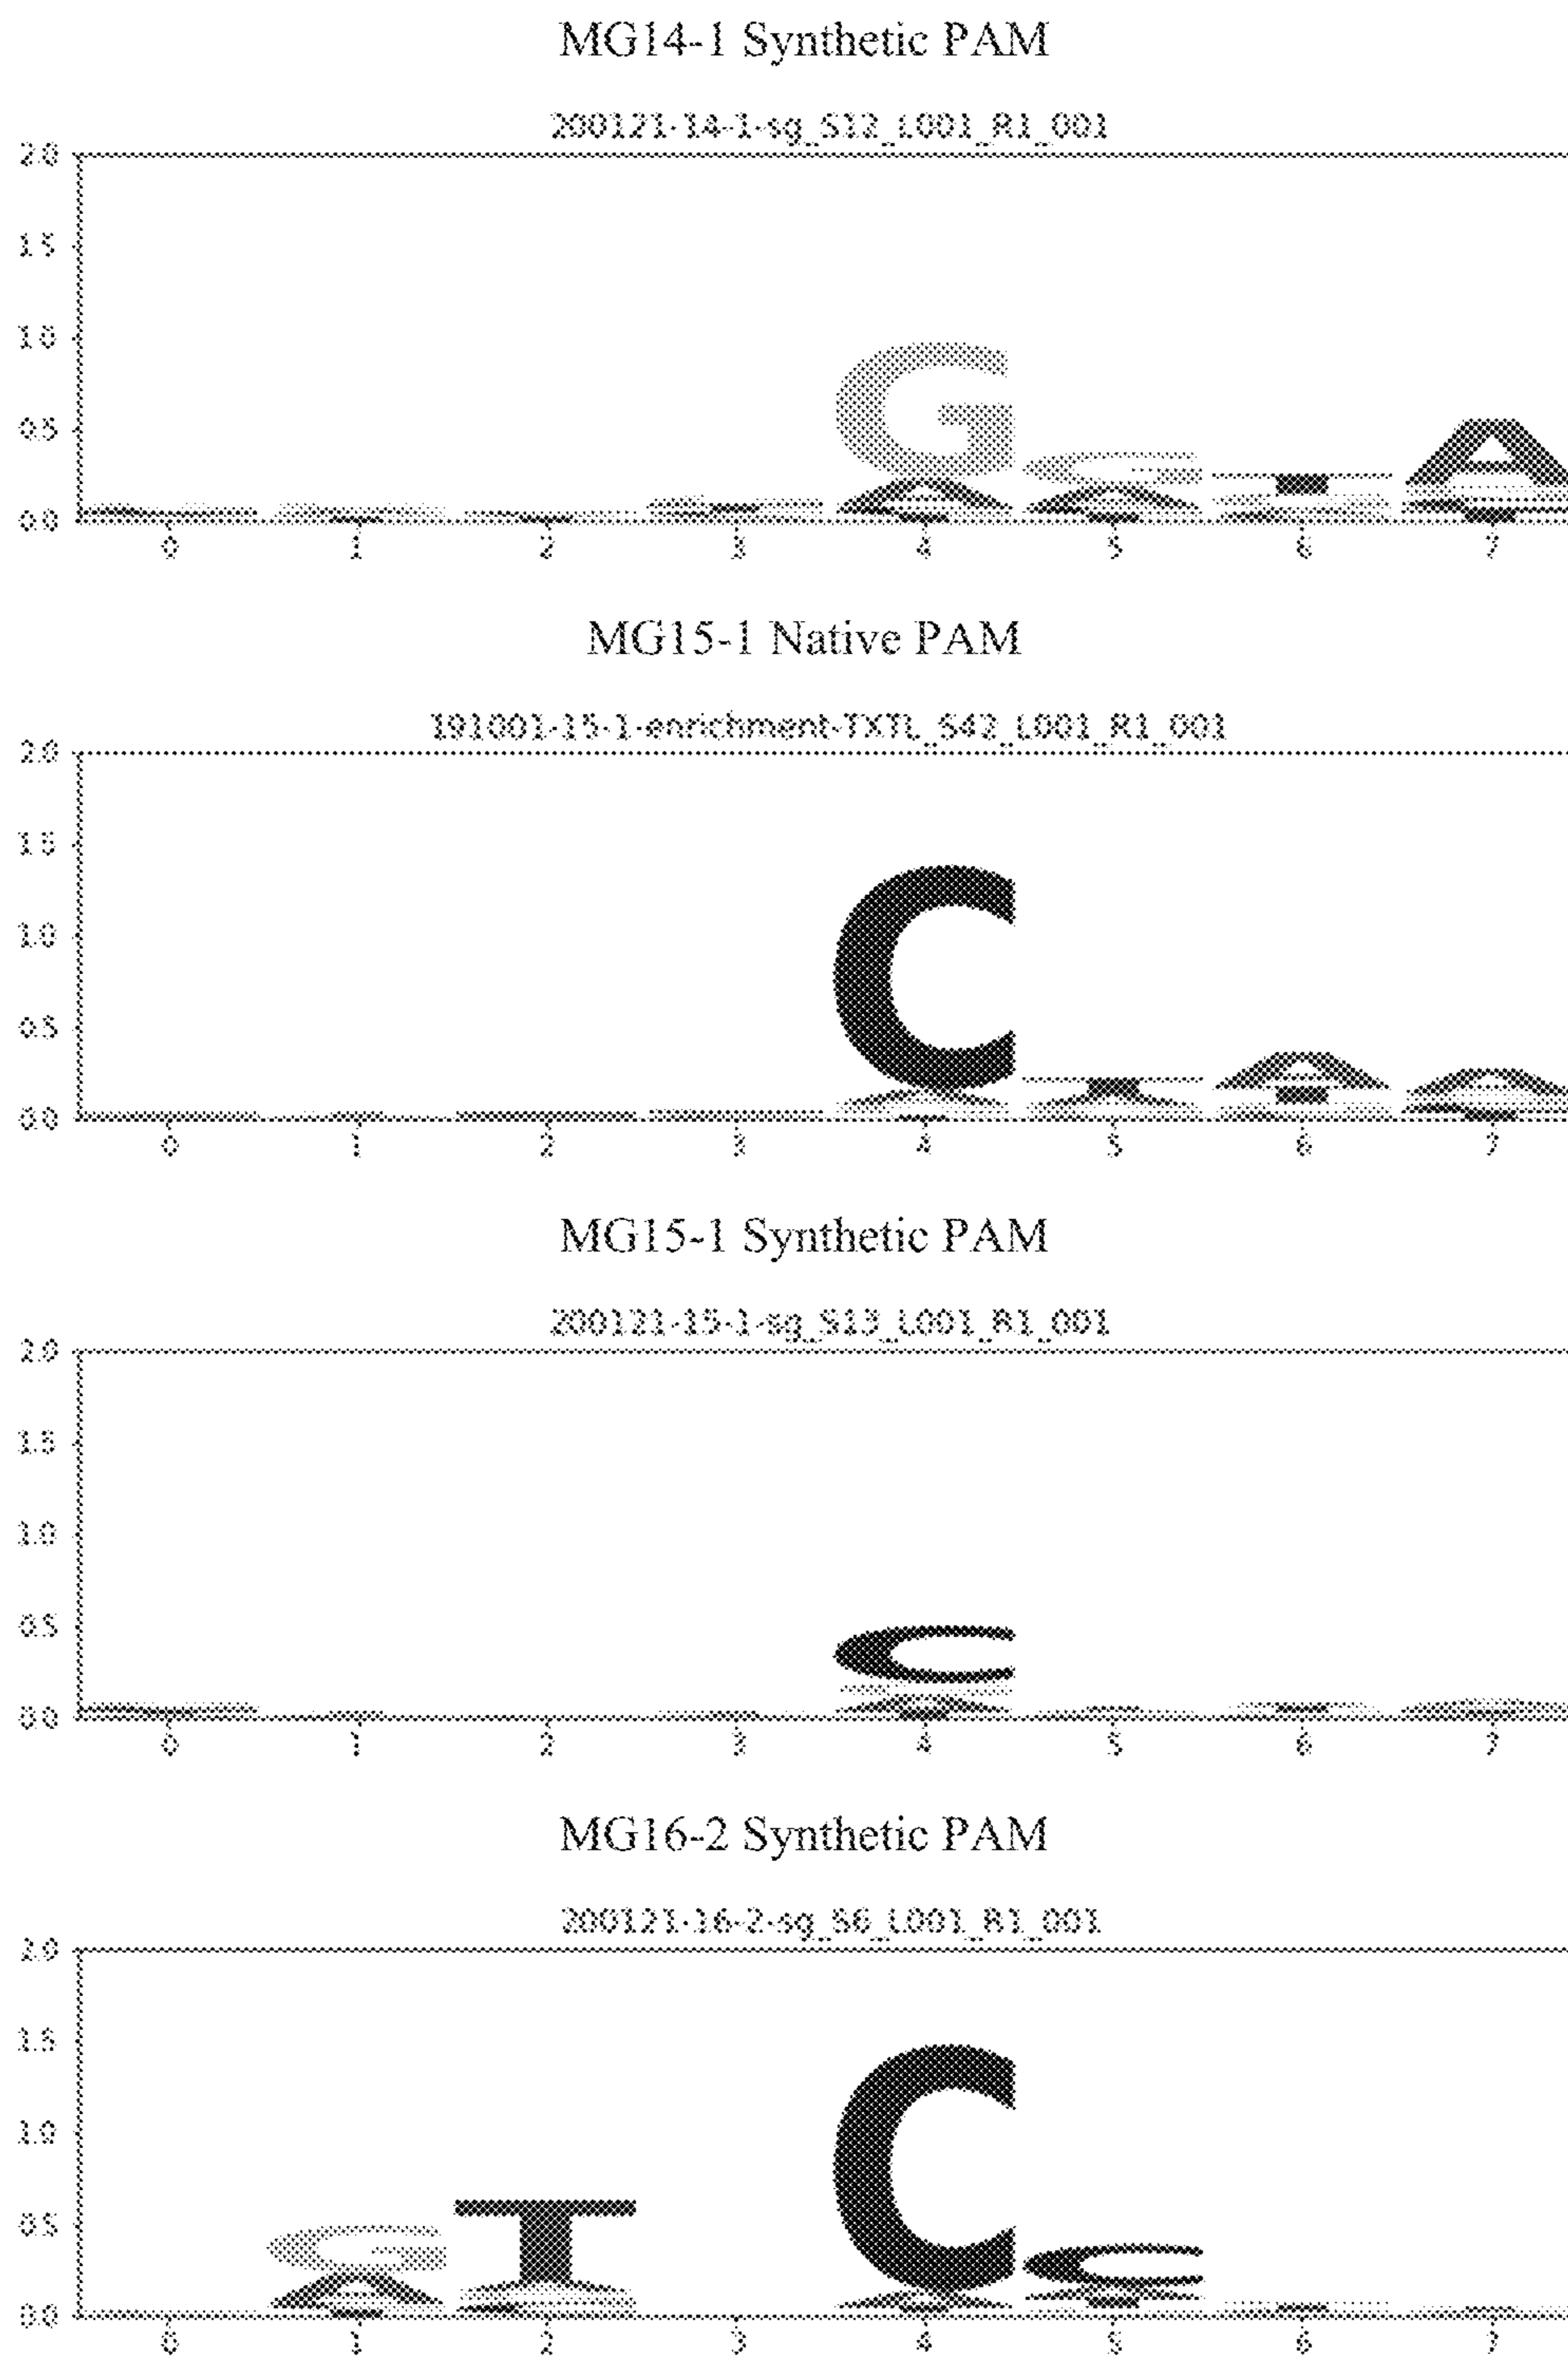 MG14-1 Synthetic PAM
200121-14-1-sg_S12_L001_R1_001
2.0
1.5
1.0
0.5
0.0
0 1 2 3 4 5 6 7
G A G A T A
MG15-1 Native PAM
191001-15-1-enrichment-TXTL_S42_L001_R1_001
2.0
1.5
1.0
0.5
0.0
0 1 2 3 4 5 6 7
C T A A
MG15-1 Synthetic PAM
200121-15-1-sg_S13_L001_R1_001
2.0
1.5
1.0
0.5
0.0
0 1 2 3 4 5 6 7
C
MG16-2 Synthetic PAM
200121-16-2-sg_S6_L001_R1_001
2.0
1.5
1.0
0.5
0.0
0 1 2 3 4 5 6 7
G A T C C